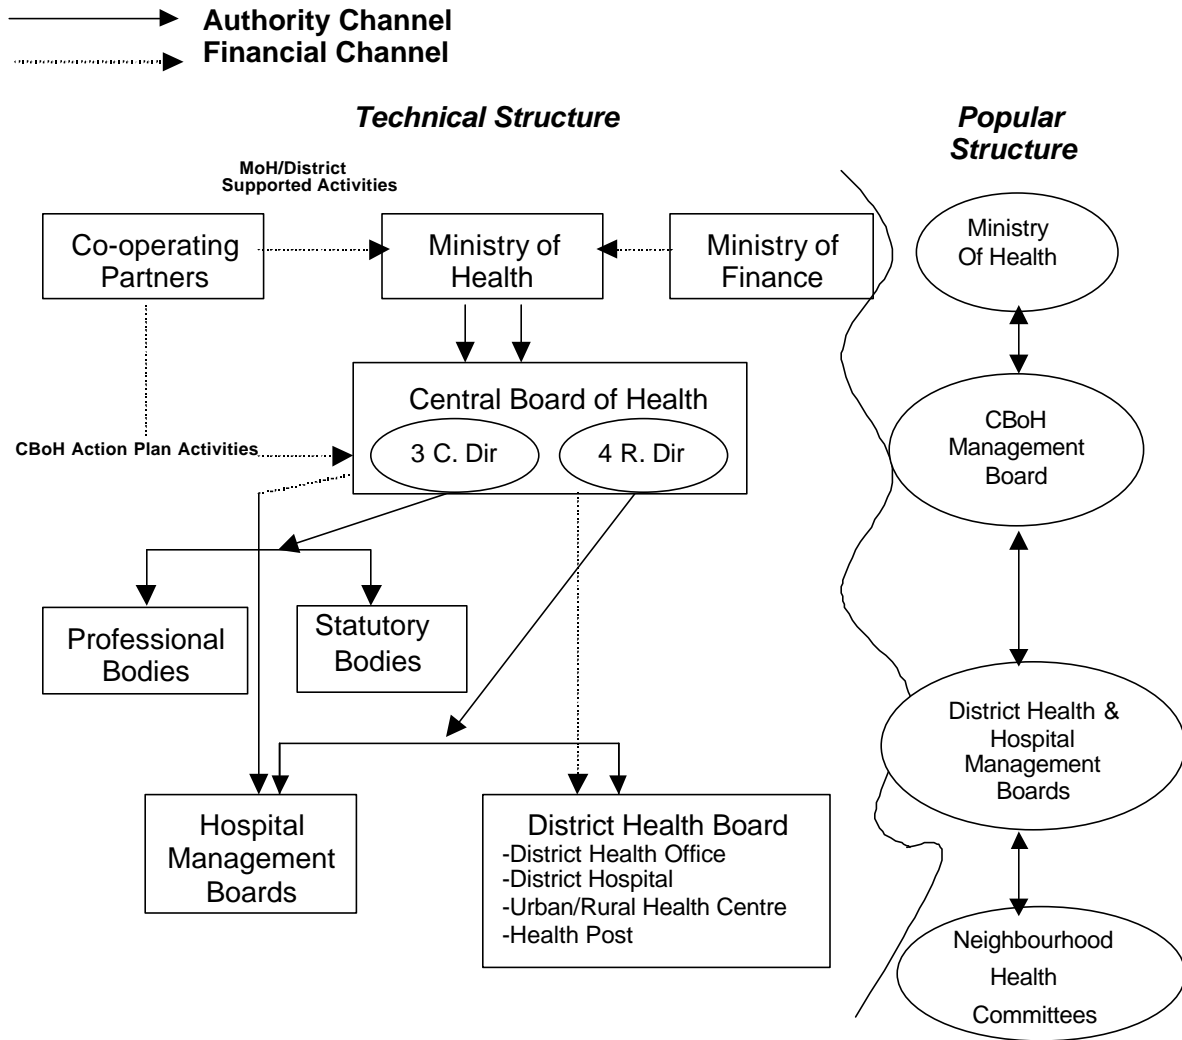 Authority Channel
Financial Channel
Technical Structure
Popular
Structure
MoH/District
Supported Activities
Co-operating
Partners
Ministry of
Health
Ministry of
Finance
Ministry
Of Health
Central Board of Health
3 C. Dir
4 R. Dir
CBoH Action Plan Activities
CBoH
Management
Board
Professional
Bodies
Statutory
Bodies
District Health &
Hospital
Management
Boards
Hospital
Management
Boards
District Health Board
-District Health Office
-District Hospital
-Urban/Rural Health Centre
-Health Post
Neighbourhood
Health
Committees